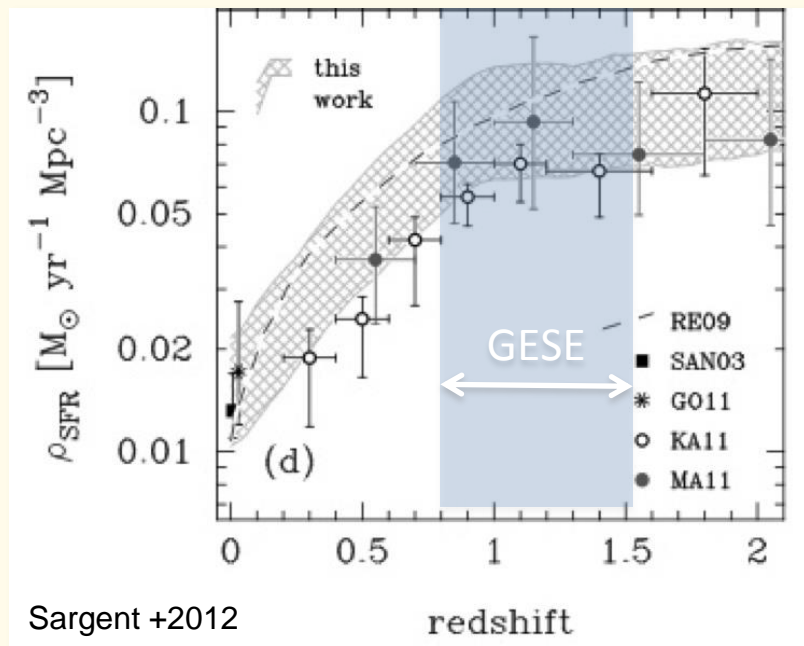 this
work
0.1
0.05
0.02
0.01
ρSFR [M⊙ yr⁻¹ Mpc⁻³]
GESE
(d)
RE09
SAN03
GO11
KA11
MA11
0 0.5 1 1.5 2
redshift
Sargent +2012